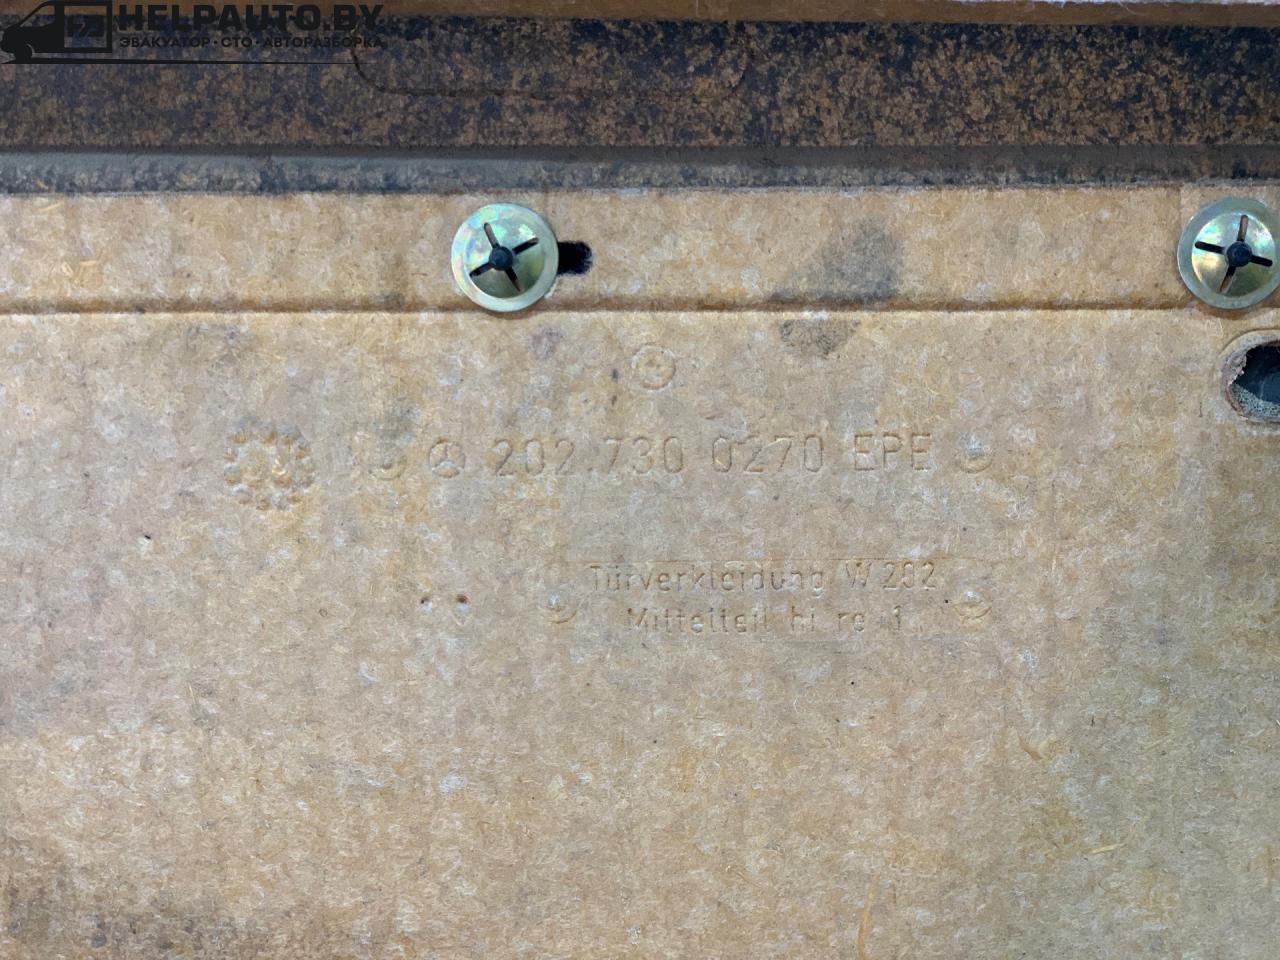 HELPAUTO.BY
ЭВАКУАТОР · СТО · АВТОРАЗБОРКА
202 730 0270 EPE
Türverkleidung W 202
Mittelteil hi re 1